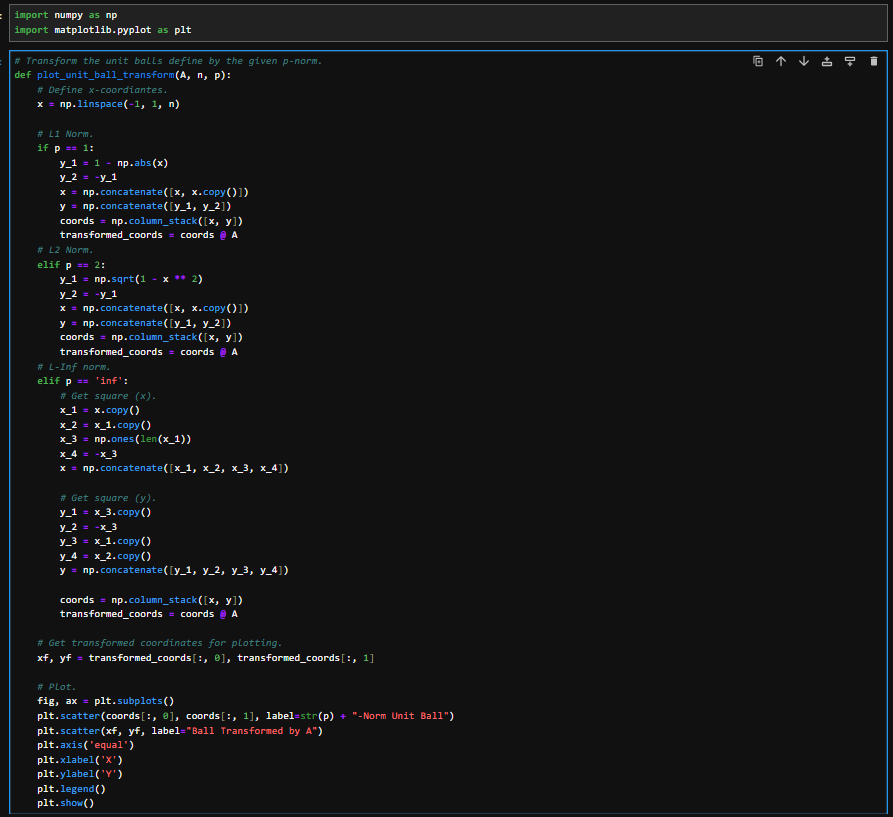 import numpy as np
import matplotlib.pyplot as plt
# Transform the unit balls define by the given p-norm.
def plot_unit_ball_transform(A, n, p):
    # Define x-coordiantes.
    x = np.linspace(-1, 1, n)

    # L1 Norm.
    if p == 1:
        y_1 = 1 - np.abs(x)
        y_2 = -y_1
        x = np.concatenate([x, x.copy()])
        y = np.concatenate([y_1, y_2])
        coords = np.column_stack([x, y])
        transformed_coords = coords @ A
    # L2 Norm.
    elif p == 2:
        y_1 = np.sqrt(1 - x ** 2)
        y_2 = -y_1
        x = np.concatenate([x, x.copy()])
        y = np.concatenate([y_1, y_2])
        coords = np.column_stack([x, y])
        transformed_coords = coords @ A
    # L-Inf norm.
    elif p == 'inf':
        # Get square (x).
        x_1 = x.copy()
        x_2 = x_1.copy()
        x_3 = np.ones(len(x_1))
        x_4 = -x_3
        x = np.concatenate([x_1, x_2, x_3, x_4])

        # Get square (y).
        y_1 = x_3.copy()
        y_2 = -x_3
        y_3 = x_1.copy()
        y_4 = x_2.copy()
        y = np.concatenate([y_1, y_2, y_3, y_4])

        coords = np.column_stack([x, y])
        transformed_coords = coords @ A

    # Get transformed coordinates for plotting.
    xf, yf = transformed_coords[:, 0], transformed_coords[:, 1]

    # Plot.
    fig, ax = plt.subplots()
    plt.scatter(coords[:, 0], coords[:, 1], label=str(p) + "-Norm Unit Ball")
    plt.scatter(xf, yf, label="Ball Transformed by A")
    plt.axis('equal')
    plt.xlabel('X')
    plt.ylabel('Y')
    plt.legend()
    plt.show()